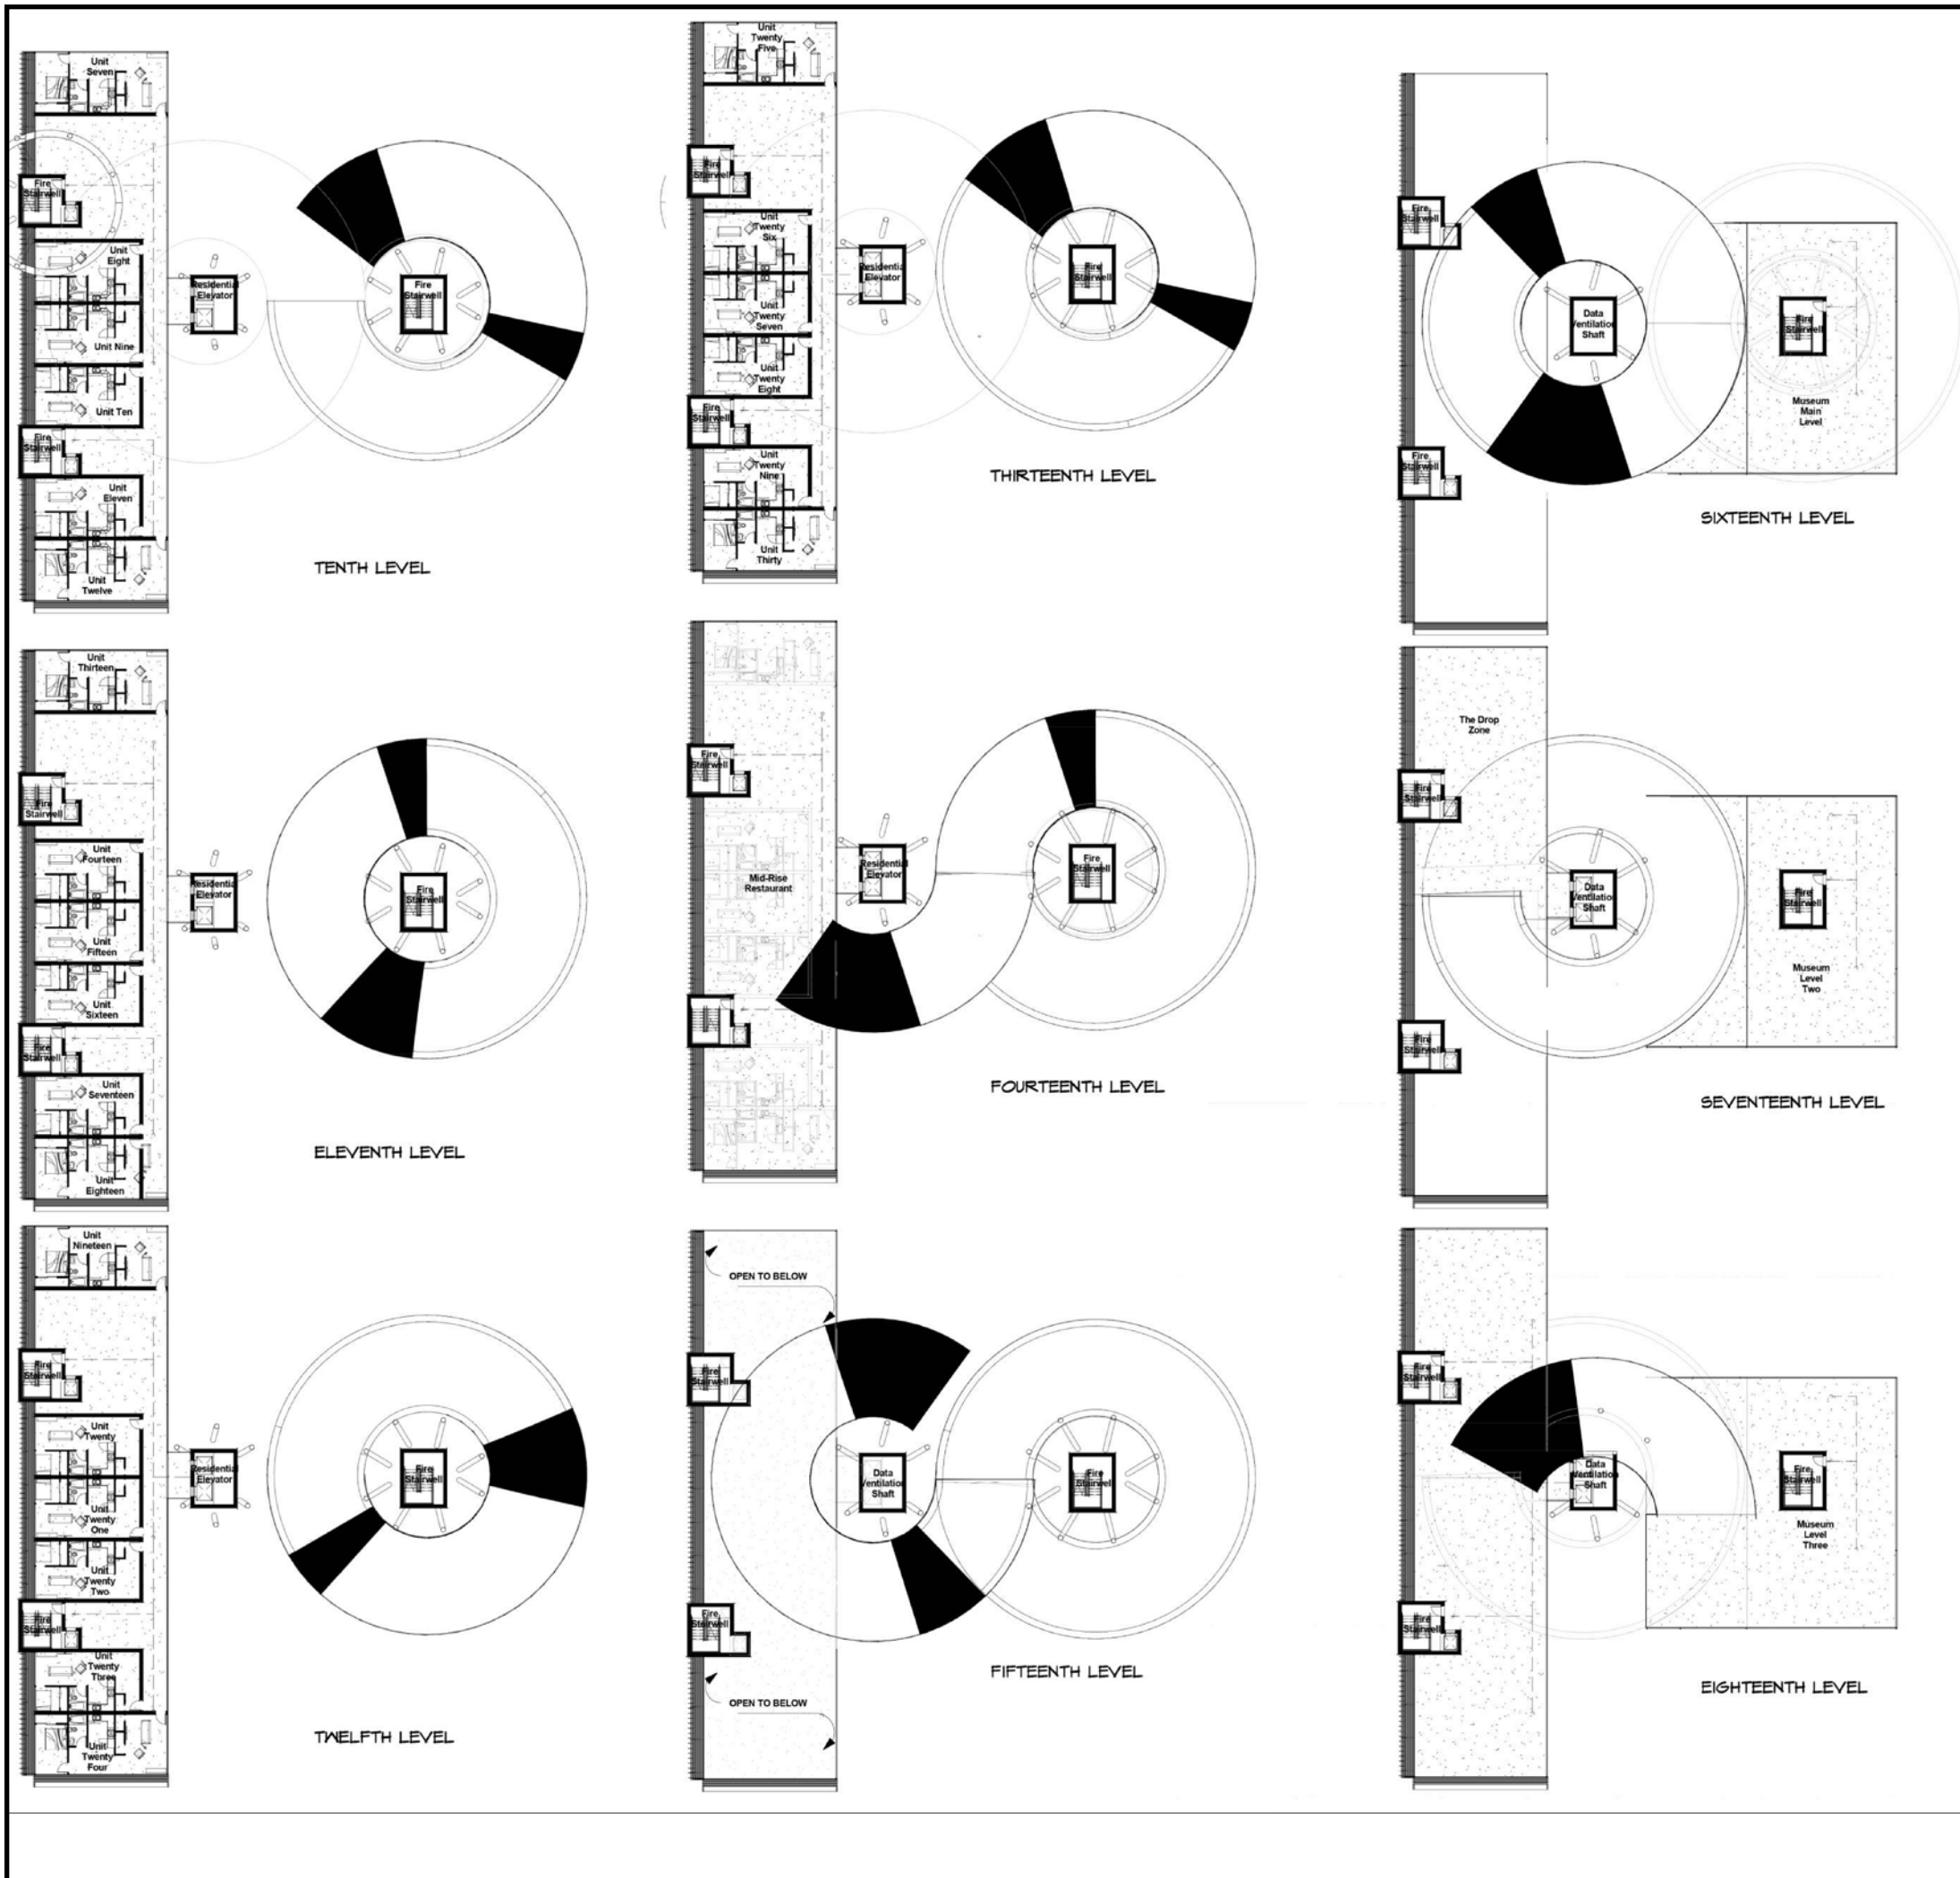 Unit
Seven
Fire
Stairwell
Unit
Eight
Unit Nine
Unit Ten
Fire
Stairwell
Unit
Eleven
Unit
Twelve
Residential
Elevator
Fire
Stairwell
TENTH LEVEL
Unit
Thirteen
Fire
Stairwell
Unit
Fourteen
Unit
Fifteen
Unit
Sixteen
Fire
Stairwell
Unit
Seventeen
Unit
Eighteen
Residential
Elevator
Fire
Stairwell
ELEVENTH LEVEL
Unit
Nineteen
Fire
Stairwell
Unit
Twenty
Unit
Twenty
One
Unit
Twenty
Two
Fire
Stairwell
Unit
Twenty
Three
Unit
Twenty
Four
Residential
Elevator
Fire
Stairwell
TWELFTH LEVEL
Unit
Twenty
Five
Fire
Stairwell
Unit
Twenty
Six
Unit
Twenty
Seven
Unit
Twenty
Eight
Fire
Stairwell
Unit
Twenty
Nine
Unit
Thirty
Residential
Elevator
Fire
Stairwell
THIRTEENTH LEVEL
Fire
Stairwell
Mid-Rise
Restaurant
Fire
Stairwell
Residential
Elevator
Fire
Stairwell
FOURTEENTH LEVEL
OPEN TO BELOW
Fire
Stairwell
Fire
Stairwell
OPEN TO BELOW
Data
Ventilation
Shaft
Fire
Stairwell
FIFTEENTH LEVEL
Fire
Stairwell
Fire
Stairwell
Data
Ventilation
Shaft
Fire
Stairwell
Museum
Main
Level
SIXTEENTH LEVEL
The Drop
Zone
Fire
Stairwell
Fire
Stairwell
Data
Ventilation
Shaft
Fire
Stairwell
Museum
Level
Two
SEVENTEENTH LEVEL
Fire
Stairwell
Fire
Stairwell
Data
Ventilation
Shaft
Fire
Stairwell
Museum
Level
Three
EIGHTEENTH LEVEL